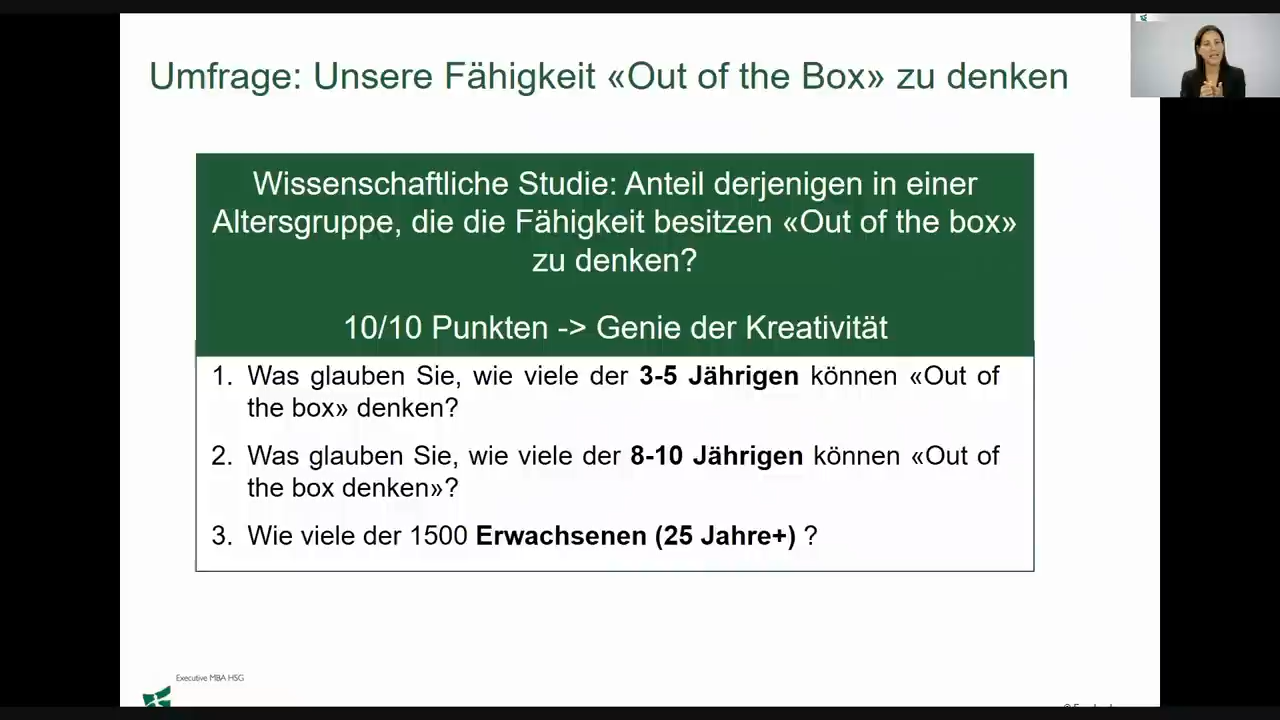 Umfrage: Unsere Fähigkeit «Out of the Box» zu denken
Wissenschaftliche Studie: Anteil derjenigen in einer
Altersgruppe, die die Fähigkeit besitzen «Out of the box»
zu denken?
10/10 Punkten -> Genie der Kreativität
1. Was glauben Sie, wie viele der 3-5 Jährigen können «Out of
the box» denken?
2. Was glauben Sie, wie viele der 8-10 Jährigen können «Out of
the box denken»?
3. Wie viele der 1500 Erwachsenen (25 Jahre+) ?
Executive MBA HSG